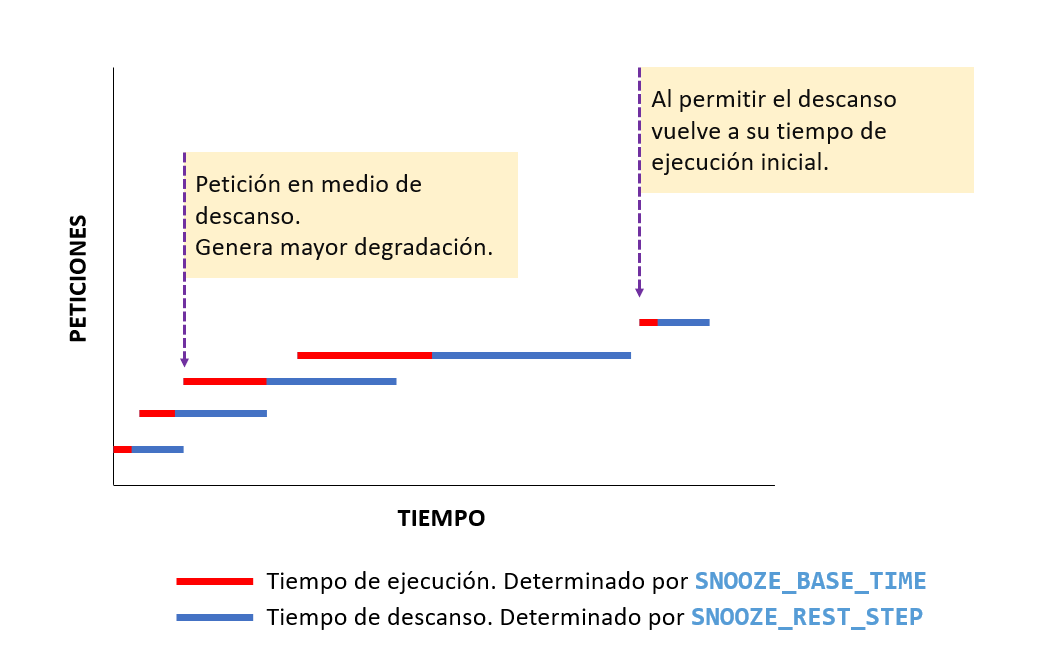 Al permitir el descanso
vuelve a su tiempo de
ejecución inicial.
Petición en medio de
descanso.
Genera mayor degradación.
PETICIONES
TIEMPO
Tiempo de ejecución. Determinado por SNOOZE_BASE_TIME
Tiempo de descanso. Determinado por SNOOZE_REST_STEP